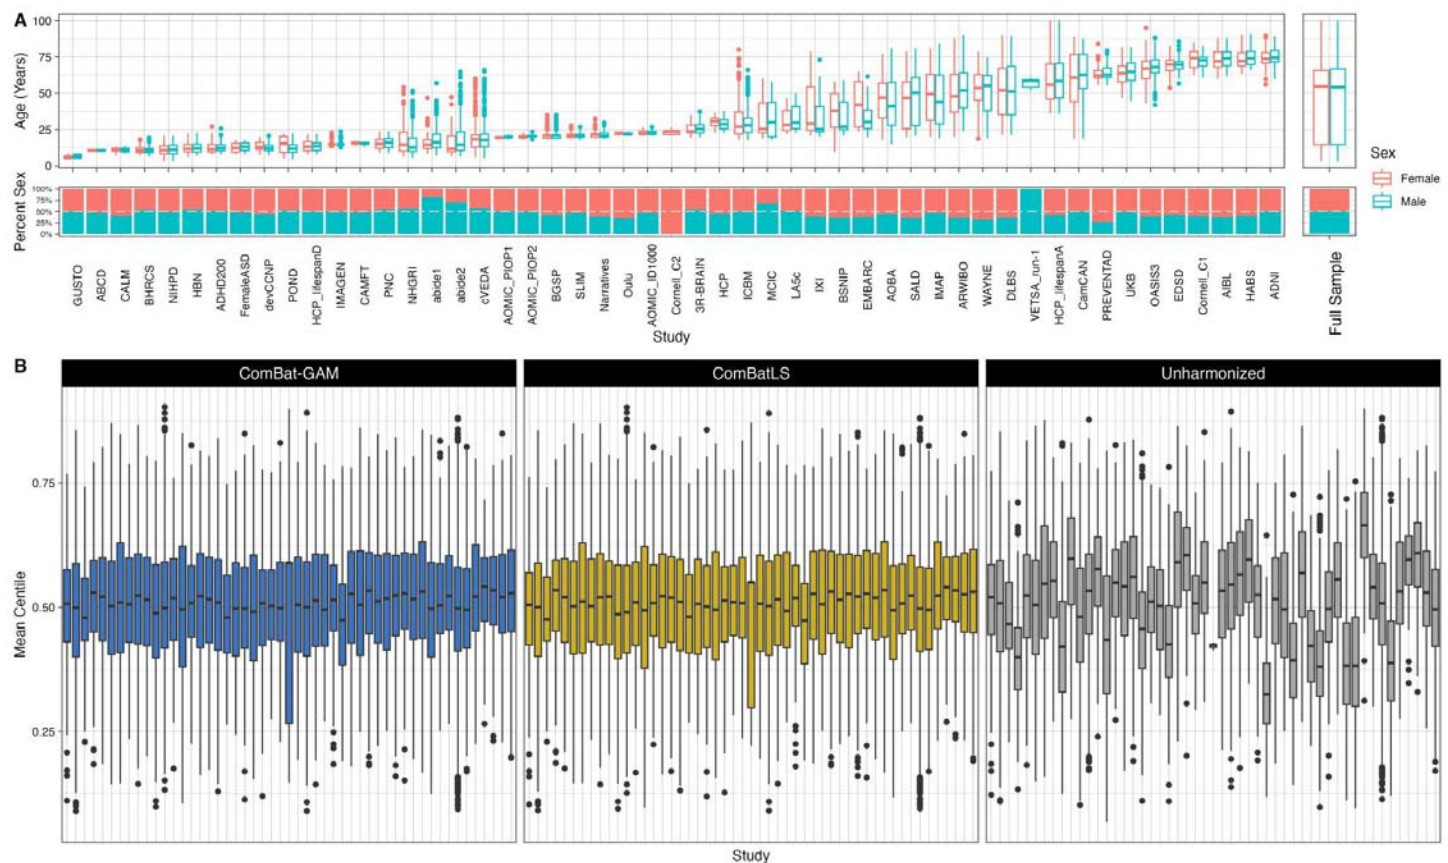 A
Age (Years)
100
75
50
25
0
Percent Sex
100%
75%
50%
25%
0%
Sex
Female
Male
GUSTO
ABCD
CALM
BHRCS
NIHPD
HBN
ADHD200
FemaleASD
devCCNP
POND
HCP_lifespanD
IMAGEN
CAMFT
PNC
NHGRI
abide1
abide2
cVEDA
AOMIC_PIOP1
AOMIC_PIOP2
BGSP
SLIM
Narratives
Oulu
AOMIC_ID1000
Cornell_C2
3R-BRAIN
HCP
ICBM
MCIC
LA5c
IXI
BSNIP
EMBARC
AOBA
SALD
IMAP
ARWIBO
WAYNE
DLBS
VETSA_run-1
HCP_lifespanA
CamCAN
PREVENTAD
UKB
OASIS3
EDSD
Cornell_C1
AIBL
HABS
ADNI
Full Sample
Study
B
ComBat-GAM
ComBatLS
Unharmonized
Mean Centile
0.75
0.50
0.25
Study